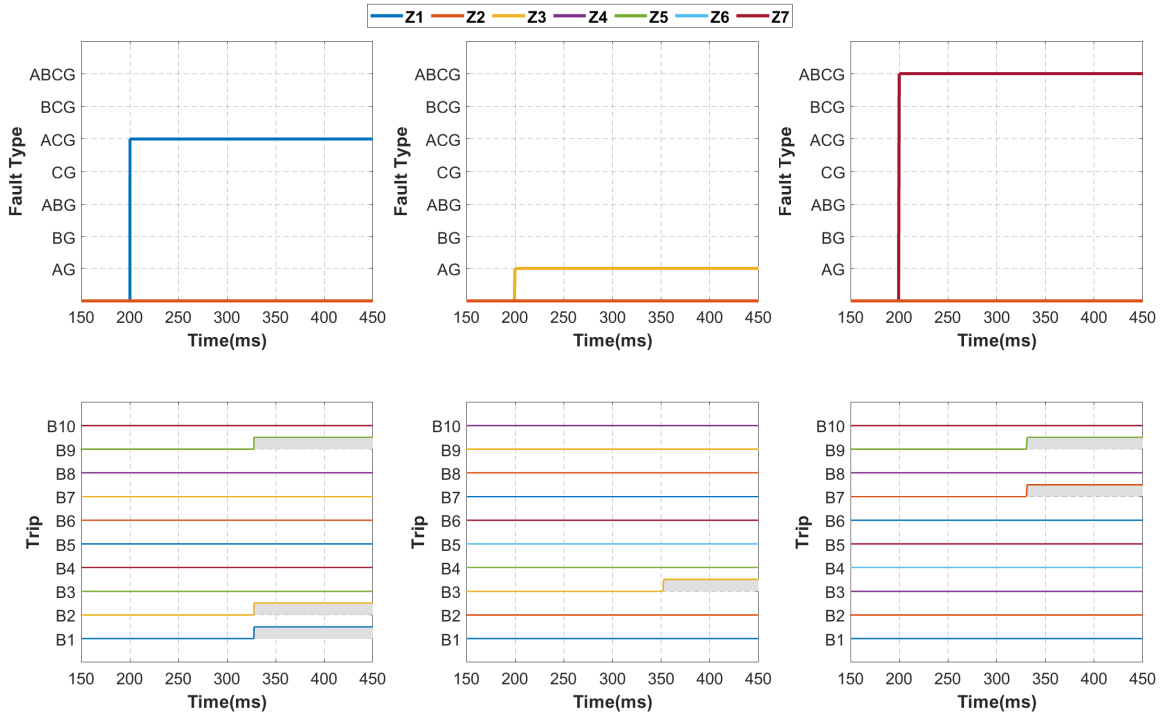 Z1 Z2 Z3 Z4 Z5 Z6 Z7
Fault Type
ABCG
BCG
ACG
CG
ABG
BG
AG
150 200 250 300 350 400 450
Time(ms)
Fault Type
ABCG
BCG
ACG
CG
ABG
BG
AG
150 200 250 300 350 400 450
Time(ms)
Fault Type
ABCG
BCG
ACG
CG
ABG
BG
AG
150 200 250 300 350 400 450
Time(ms)
Trip
B10
B9
B8
B7
B6
B5
B4
B3
B2
B1
150 200 250 300 350 400 450
Time(ms)
Trip
B10
B9
B8
B7
B6
B5
B4
B3
B2
B1
150 200 250 300 350 400 450
Time(ms)
Trip
B10
B9
B8
B7
B6
B5
B4
B3
B2
B1
150 200 250 300 350 400 450
Time(ms)